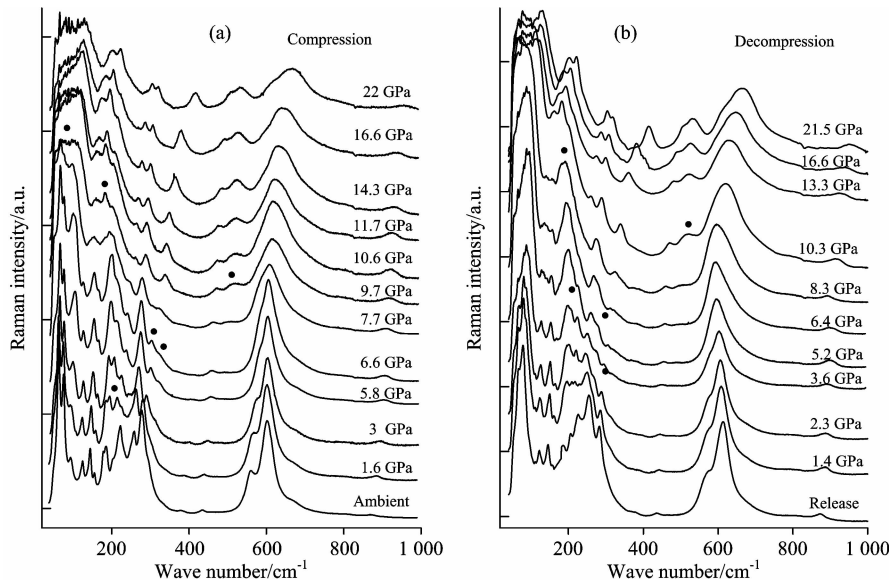 (a)
Compression
22 GPa
16.6 GPa
14.3 GPa
11.7 GPa
10.6 GPa
9.7 GPa
7.7 GPa
6.6 GPa
5.8 GPa
3 GPa
1.6 GPa
Ambient
Raman intensity/a.u.
200
400
600
800
1 000
Wave number/cm-1
(b)
Decompression
21.5 GPa
16.6 GPa
13.3 GPa
10.3 GPa
8.3 GPa
6.4 GPa
5.2 GPa
3.6 GPa
2.3 GPa
1.4 GPa
Release
Raman intensity/a.u.
200
400
600
800
1 000
Wave number/cm-1